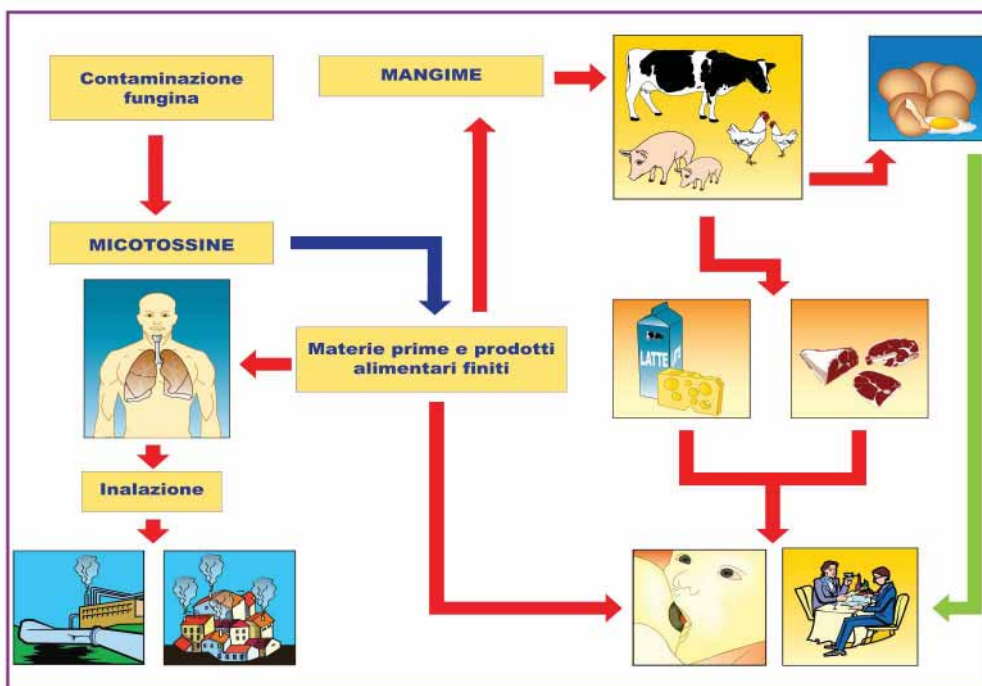 Contaminazione
fungina
MANGIME
MICOTOSSINE
Materie prime e prodotti
alimentari finiti
LATTE
Inalazione